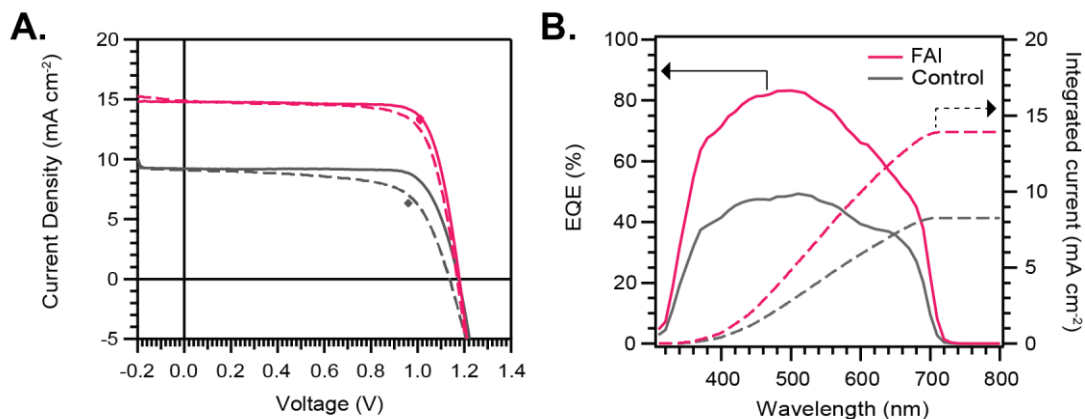 A.
20
15
10
5
0
-5
Current Density (mA cm⁻²)
-0.2 0.0 0.2 0.4 0.6 0.8 1.0 1.2 1.4
Voltage (V)
B.
100
80
60
40
20
0
EQE (%)
FAI
Control
20
15
10
5
0
Integrated current (mA cm⁻²)
400 500 600 700 800
Wavelength (nm)